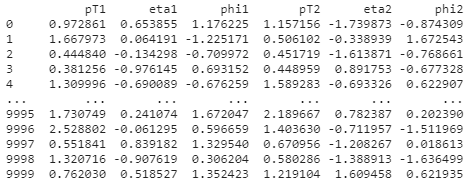 pT1 eta1 phi1 pT2 eta2 phi2
0 0.972861 0.653855 1.176225 1.157156 -1.739873 -0.874309
1 1.667973 0.064191 -1.225171 0.506102 -0.338939 1.672543
2 0.444840 -0.134298 -0.709972 0.451719 -1.613871 -0.768661
3 0.381256 -0.976145 0.693152 0.448959 0.891753 -0.677328
4 1.309996 -0.690089 -0.676259 1.589283 -0.693326 0.622907
... ... ... ... ... ... ...
9995 1.730749 0.241074 1.672047 2.189667 0.782387 0.202390
9996 2.528802 -0.061295 0.596659 1.403630 -0.711957 -1.511969
9997 0.551841 0.839182 1.329540 0.670956 -1.208267 0.018613
9998 1.320716 -0.907619 0.306204 0.580286 -1.388913 -1.636499
9999 0.762030 0.518527 1.352423 1.219104 1.609458 0.621935